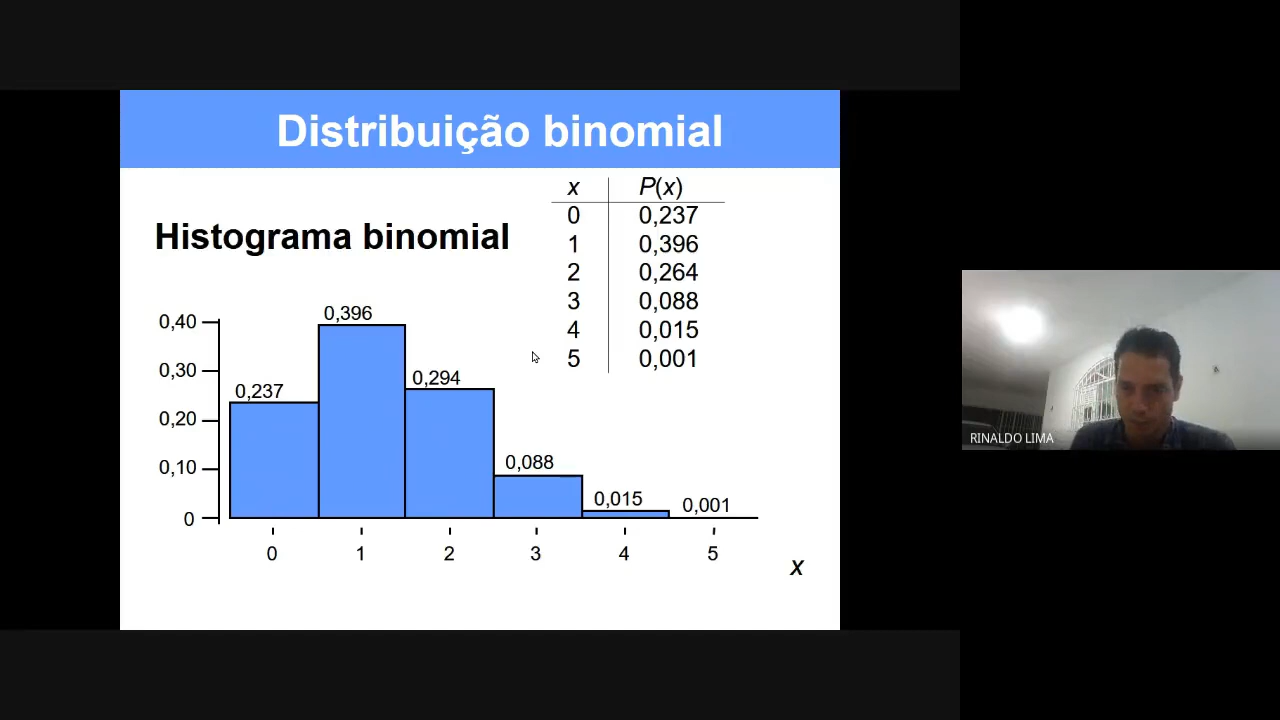 Distribuição binomial
x P(x)
0 0,237
1 0,396
2 0,264
3 0,088
4 0,015
5 0,001
Histograma binomial
0,40
0,30
0,20
0,10
0
0,237
0,396
0,294
0,088
0,015
0,001
0 1 2 3 4 5
x
RINALDO LIMA